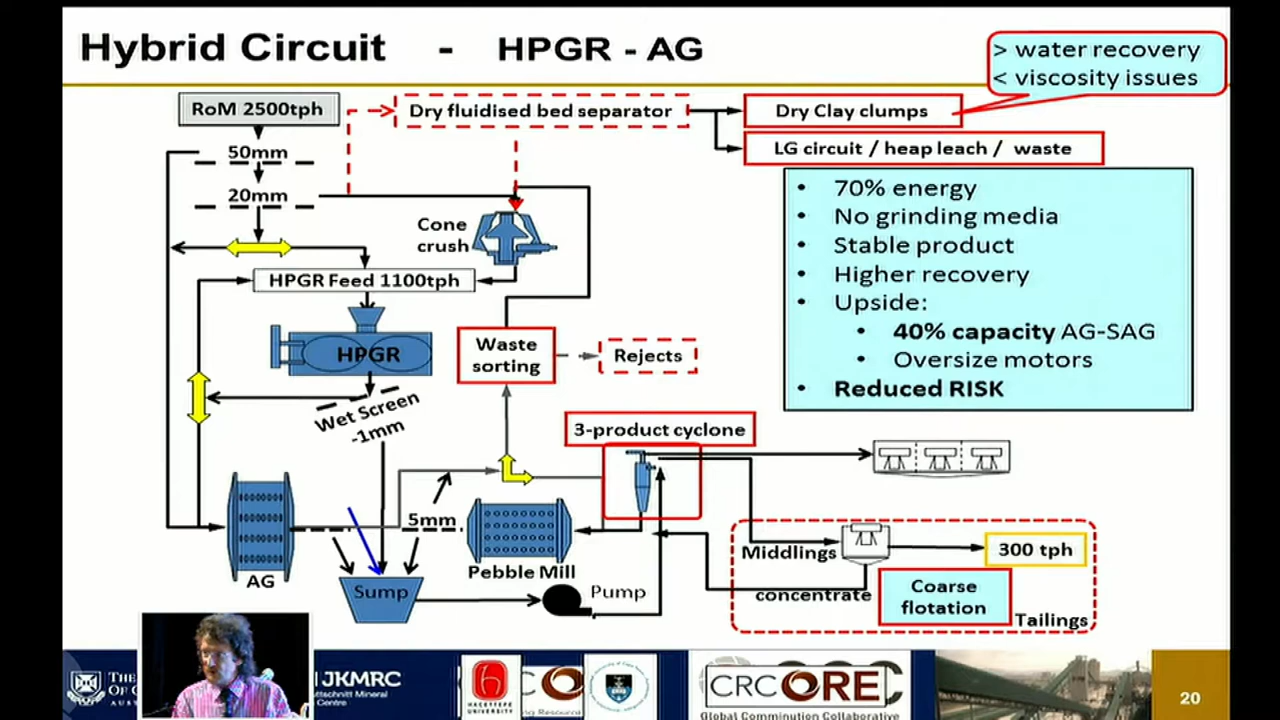 Hybrid Circuit - HPGR - AG
> water recovery
< viscosity issues
RoM 2500tph
Dry fluidised bed separator
Dry Clay clumps
50mm
LG circuit / heap leach / waste
20mm
Cone
crush
• 70% energy
• No grinding media
• Stable product
• Higher recovery
• Upside:
• 40% capacity AG-SAG
• Oversize motors
• Reduced RISK
HPGR Feed 1100tph
HPGR
Waste
sorting
Rejects
Wet Screen
-1mm
3-product cyclone
5mm
AG
Pebble Mill
Sump
Pump
Middlings
300 tph
concentrate
Coarse
flotation
Tailings
JKMRC
HACETTEPE
UNIVERSITY
CRC ORE
Global Comminution Collaborative
20